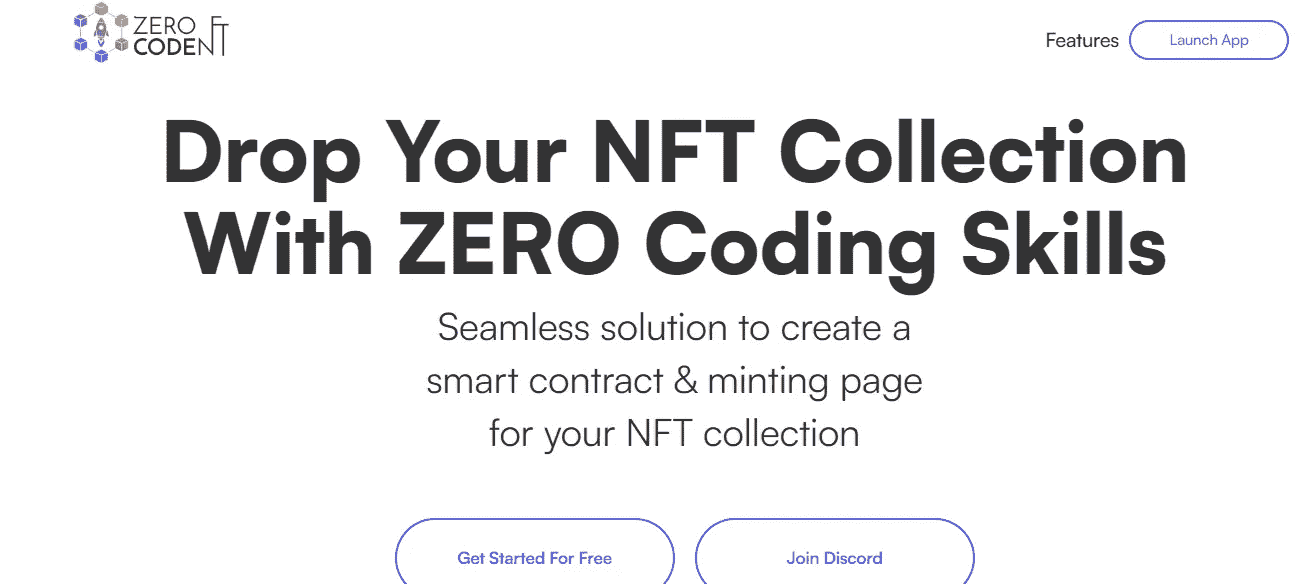 ZERO
CODENFT
Features
Launch App
Drop Your NFT Collection
With ZERO Coding Skills
Seamless solution to create a
smart contract & minting page
for your NFT collection
Get Started For Free
Join Discord